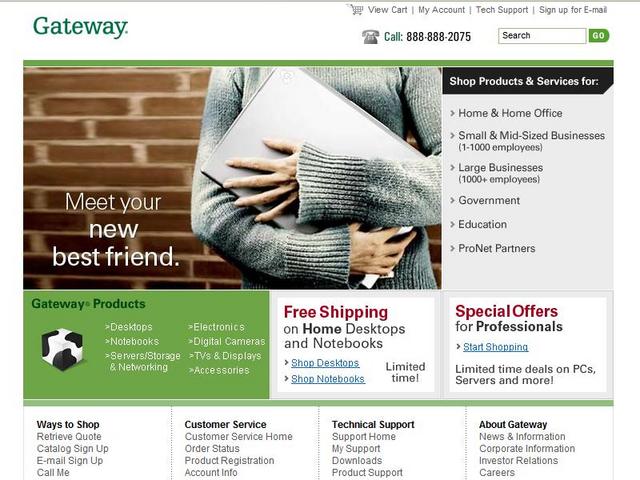 View Cart | My Account | Tech Support | Sign up for E-mail
Gateway.
Call: 888-888-2075
Search
GO
Shop Products & Services for:
Home & Home Office
Small & Mid-Sized Businesses
(1-1000 employees)
Large Businesses
(1000+ employees)
Government
Education
ProNet Partners
Meet your
new
best friend.
Gateway® Products
>Desktops
>Notebooks
>Servers/Storage
& Networking
>Electronics
>Digital Cameras
>TVs & Displays
>Accessories
Free Shipping
on Home Desktops
and Notebooks
Shop Desktops
Shop Notebooks
Limited
time!
Special Offers
for Professionals
Start Shopping
Limited time deals on PCs,
Servers and more!
Ways to Shop
Retrieve Quote
Catalog Sign Up
E-mail Sign Up
Call Me
Customer Service
Customer Service Home
Order Status
Product Registration
Account Info
Technical Support
Support Home
My Support
Downloads
Product Support
About Gateway
News & Information
Corporate Information
Investor Relations
Careers